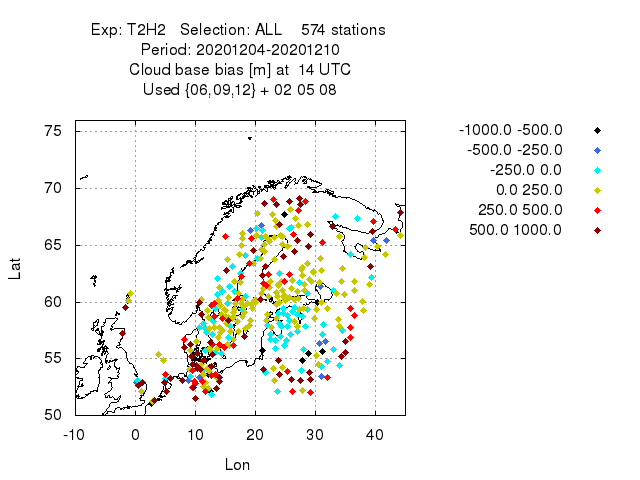 Exp: T2H2 Selection: ALL 574 stations
Period: 20201204-20201210
Cloud base bias [m] at 14 UTC
Used {06,09,12} + 02 05 08
-1000.0 -500.0
-500.0 -250.0
-250.0 0.0
0.0 250.0
250.0 500.0
500.0 1000.0
75
70
65
60
55
50
Lat
-10 0 10 20 30 40
Lon